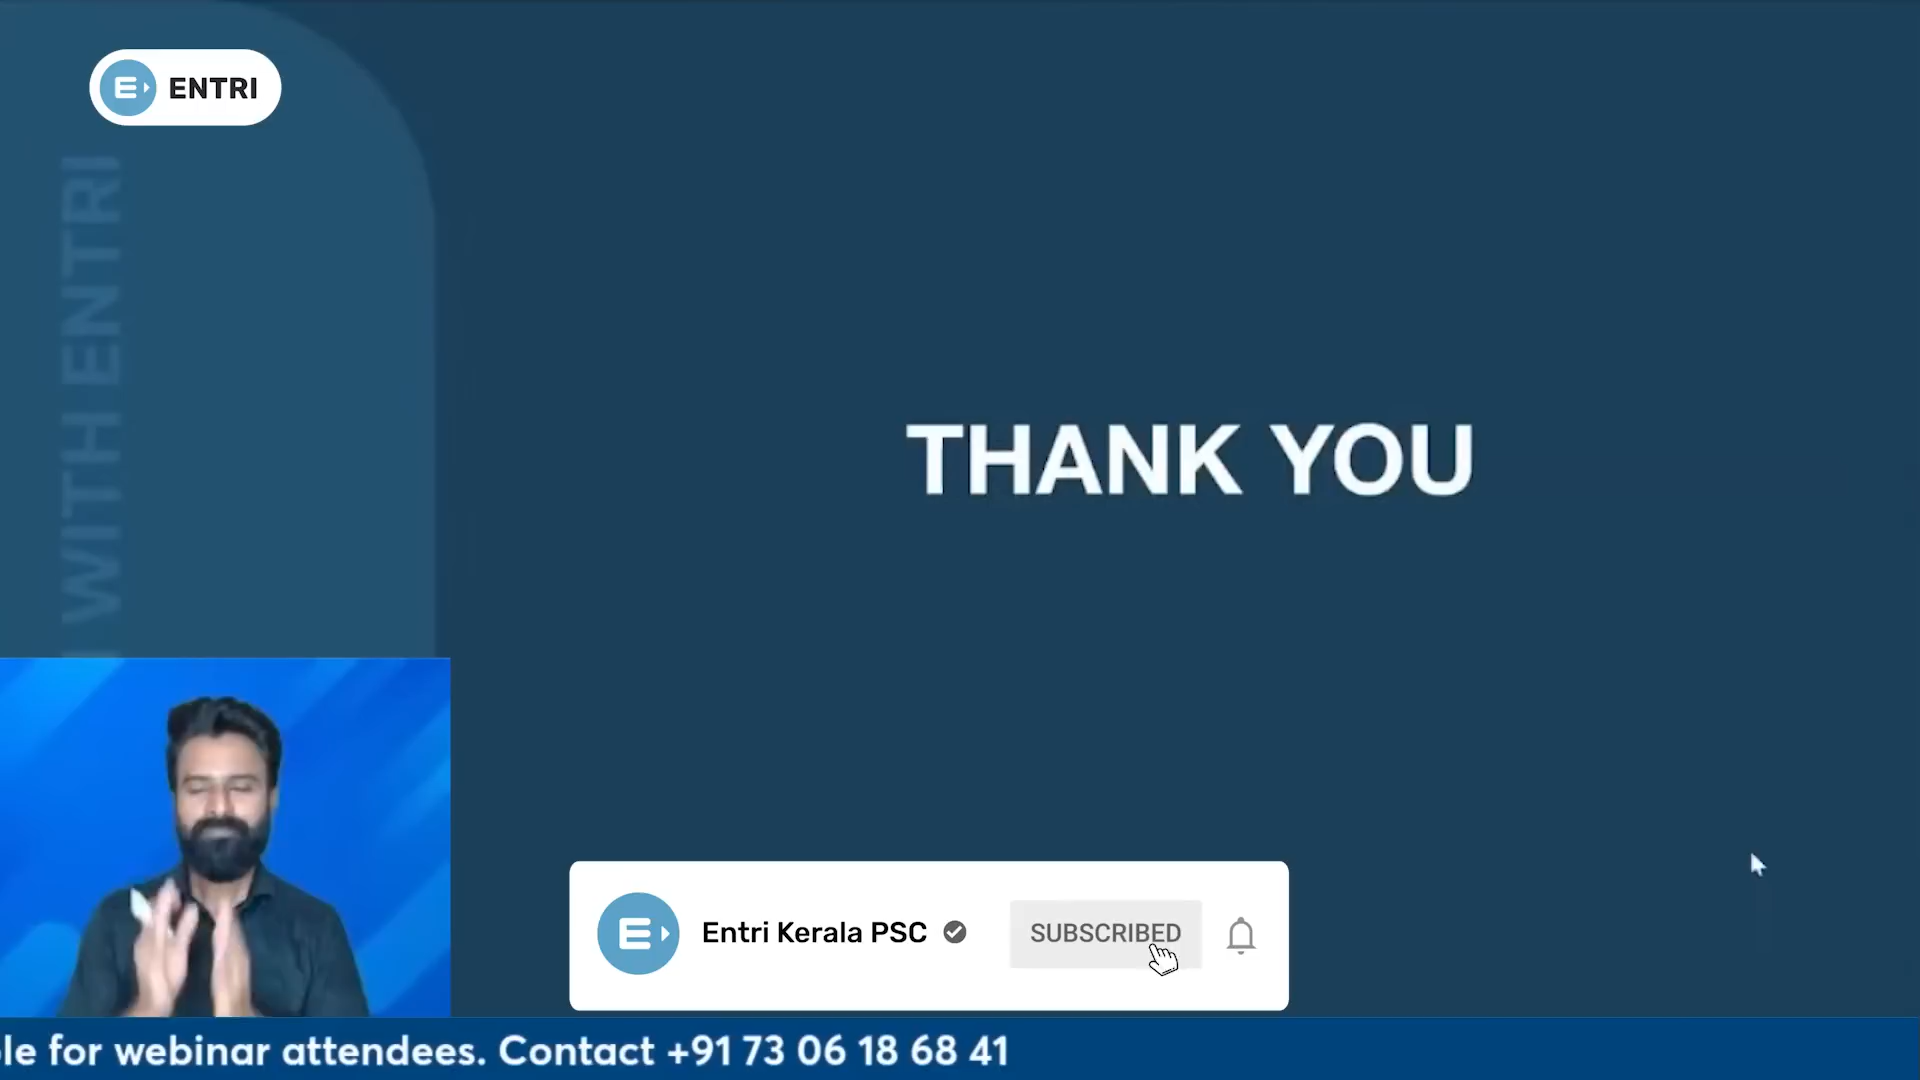 ENTRI
WITH ENTRI
THANK YOU
Entri Kerala PSC
SUBSCRIBED
for webinar attendees. Contact +91 73 06 18 68 41